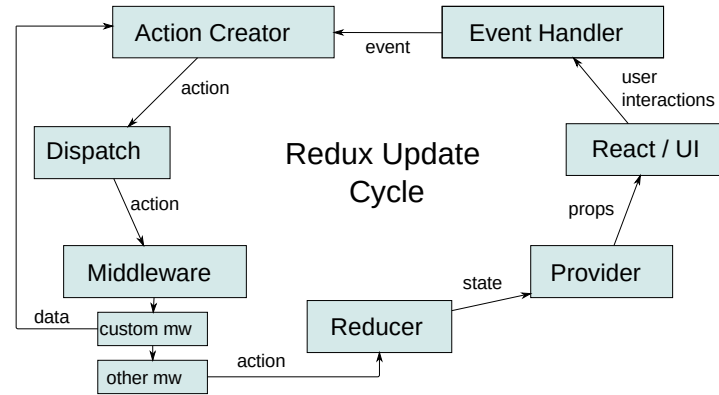 Action Creator
Event Handler
event
action
user
interactions
Dispatch
Redux Update
Cycle
React / UI
action
props
Middleware
Provider
state
data
custom mw
Reducer
action
other mw